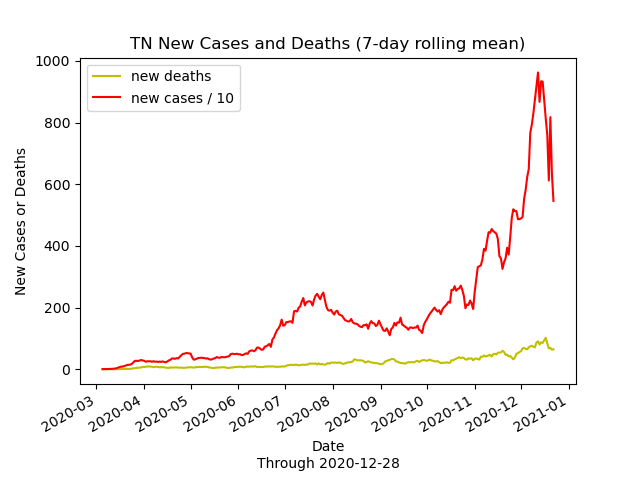 TN New Cases and Deaths (7-day rolling mean)
new deaths
new cases / 10
New Cases or Deaths
1000
800
600
400
200
0
2020-03
2020-04
2020-05
2020-06
2020-07
2020-08
2020-09
2020-10
2020-11
2020-12
2021-01
Date
Through 2020-12-28